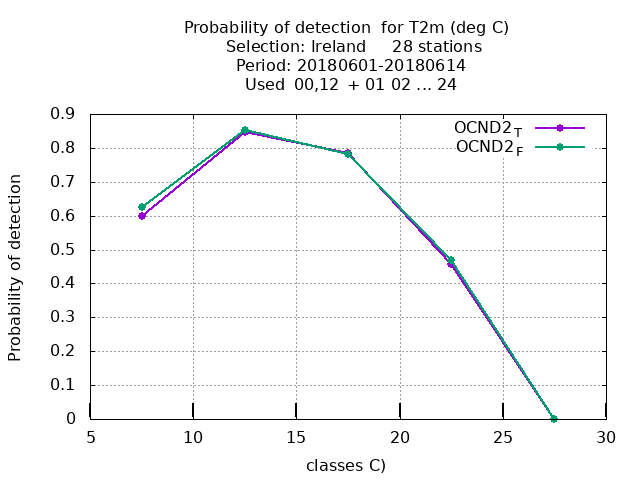 Probability of detection  for T2m (deg C)
Selection: Ireland     28 stations
Period: 20180601-20180614
Used  00,12  + 01 02 ... 24
OCND2T
OCND2F
Probability of detection
0.9
0.8
0.7
0.6
0.5
0.4
0.3
0.2
0.1
0
5 10 15 20 25 30
classes C)